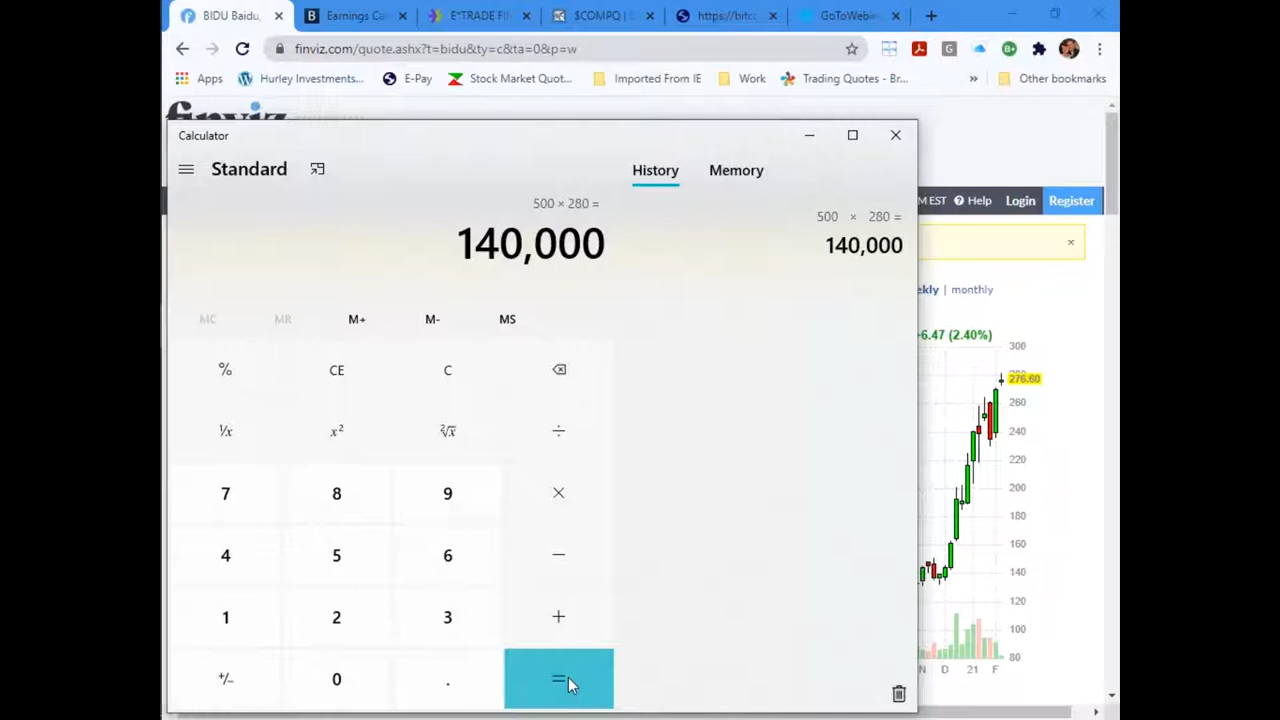 BIDU Baidu,
Earnings Ca
E*TRADE FI
$COMPQ |
https://bitc
GoToWebin
finviz.com/quote.ashx?t=bidu&ty=c&ta=0&p=w
Apps
Hurley Investments...
E-Pay
Stock Market Quot...
Imported From IE
Work
Trading Quotes - Br...
»
Other bookmarks
finviz
Calculator
Standard
History
Memory
500 × 280 =
140,000
500 × 280 =
140,000
MC
MR
M+
M-
MS
%
CE
C
¹/x
x²
²√x
÷
7
8
9
×
4
5
6
−
1
2
3
+
+/−
0
.
=
M EST
Help
Login
Register
×
ekly | monthly
+6.47 (2.40%)
300
276.60
260
240
220
200
180
160
140
120
100
80
N
D
21
F